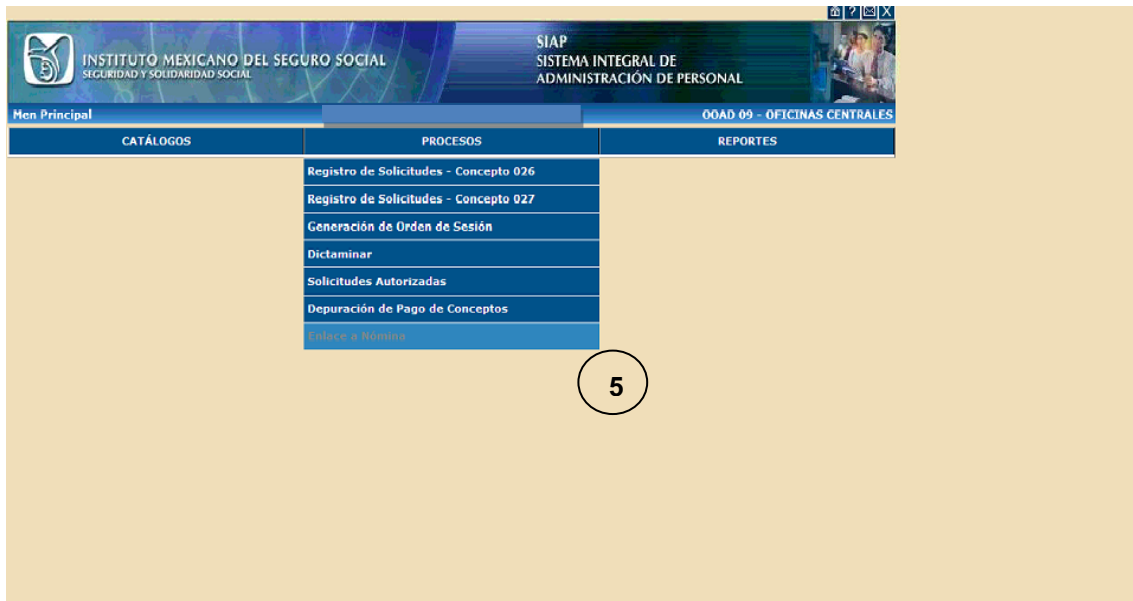 ? X
INSTITUTO MEXICANO DEL SEGURO SOCIAL
SEGURIDAD Y SOLIDARIDAD SOCIAL
SIAP
SISTEMA INTEGRAL DE
ADMINISTRACIÓN DE PERSONAL
Men Principal
OOAD 09 - OFICINAS CENTRALES
CATÁLOGOS
PROCESOS
REPORTES
Registro de Solicitudes - Concepto 026
Registro de Solicitudes - Concepto 027
Generación de Orden de Sesión
Dictaminar
Solicitudes Autorizadas
Depuración de Pago de Conceptos
Enlace a Nómina
5